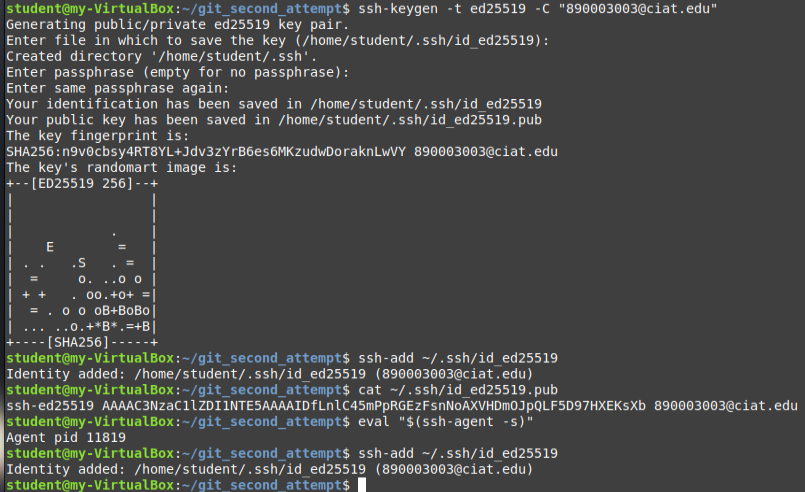 student@my-VirtualBox:~/git_second_attempt$ ssh-keygen -t ed25519 -C "890003003@ciat.edu"
Generating public/private ed25519 key pair.
Enter file in which to save the key (/home/student/.ssh/id_ed25519):
Created directory '/home/student/.ssh'.
Enter passphrase (empty for no passphrase):
Enter same passphrase again:
Your identification has been saved in /home/student/.ssh/id_ed25519
Your public key has been saved in /home/student/.ssh/id_ed25519.pub
The key fingerprint is:
SHA256:n9v0cbsy4RT8YL+Jdv3zYrB6es6MKzudwDoraknLwVY 890003003@ciat.edu
The key's randomart image is:
+--[ED25519 256]--+
|                 |
|                 |
|            .    |
|    E        =   |
| . .   .S   . =  |
|  =     o. ..o o |
| + +   . oo.+o+ =|
|  = . o o oB+BoBo|
| ... ..o.+*B*.=+B|
+----[SHA256]-----+
student@my-VirtualBox:~/git_second_attempt$ ssh-add ~/.ssh/id_ed25519
Identity added: /home/student/.ssh/id_ed25519 (890003003@ciat.edu)
student@my-VirtualBox:~/git_second_attempt$ cat ~/.ssh/id_ed25519.pub
ssh-ed25519 AAAAC3NzaC1lZDI1NTE5AAAAIDfLnlC45mPpRGEzFsnNoAXVHDmOJpQLF5D97HXEKsXb 890003003@ciat.edu
student@my-VirtualBox:~/git_second_attempt$ eval "$(ssh-agent -s)"
Agent pid 11819
student@my-VirtualBox:~/git_second_attempt$ ssh-add ~/.ssh/id_ed25519
Identity added: /home/student/.ssh/id_ed25519 (890003003@ciat.edu)
student@my-VirtualBox:~/git_second_attempt$